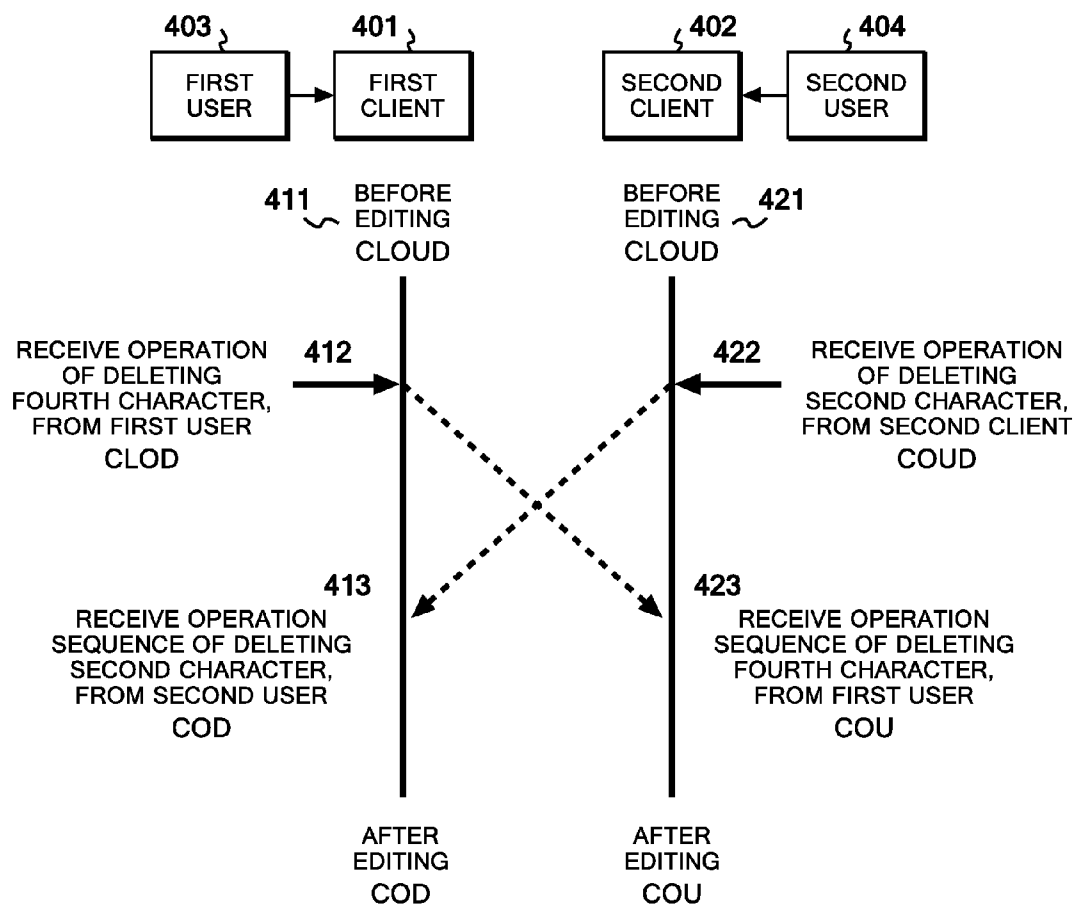 403
401
402
404
FIRST
USER
FIRST
CLIENT
SECOND
CLIENT
SECOND
USER
411
BEFORE
EDITING
CLOUD
BEFORE
EDITING
CLOUD
421
RECEIVE OPERATION
OF DELETING
FOURTH CHARACTER,
FROM FIRST USER
CLOD
412
422
RECEIVE OPERATION
OF DELETING
SECOND CHARACTER,
FROM SECOND CLIENT
COUD
413
RECEIVE OPERATION
SEQUENCE OF DELETING
SECOND CHARACTER,
FROM SECOND USER
COD
423
RECEIVE OPERATION
SEQUENCE OF DELETING
FOURTH CHARACTER,
FROM FIRST USER
COU
AFTER
EDITING
COD
AFTER
EDITING
COU